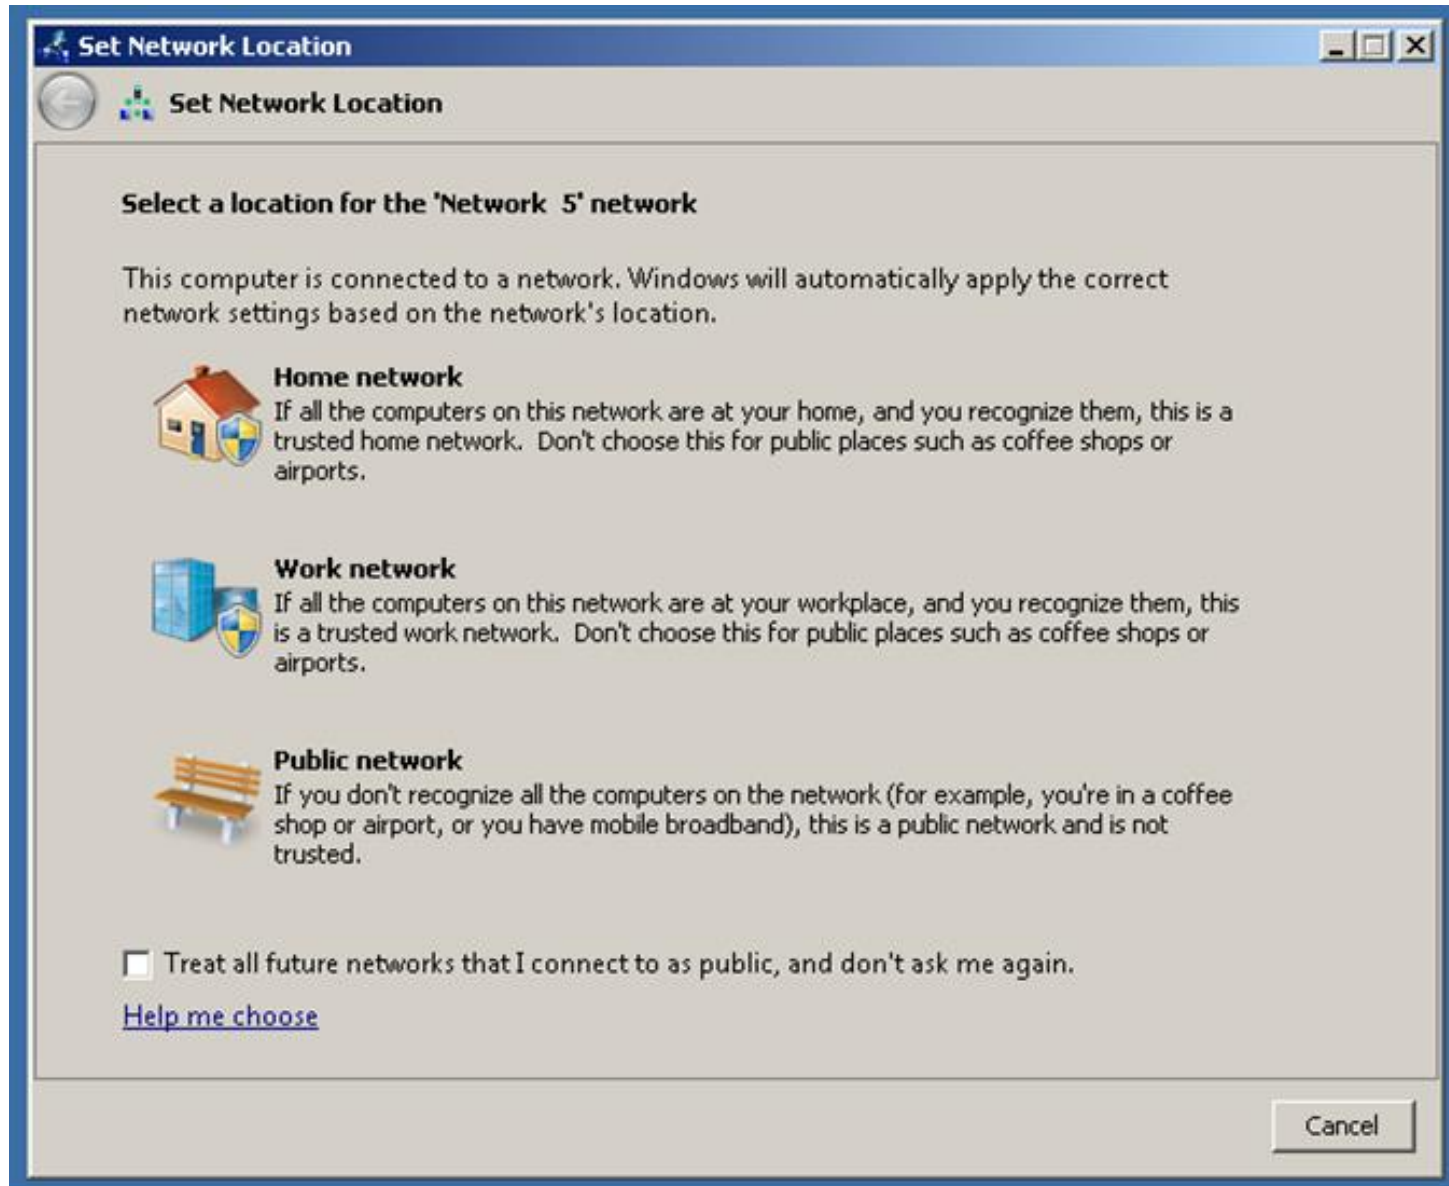 Set Network Location
Set Network Location
Select a location for the 'Network  5' network
This computer is connected to a network. Windows will automatically apply the correct
network settings based on the network's location.
Home network
If all the computers on this network are at your home, and you recognize them, this is a
trusted home network.  Don't choose this for public places such as coffee shops or
airports.
Work network
If all the computers on this network are at your workplace, and you recognize them, this
is a trusted work network.  Don't choose this for public places such as coffee shops or
airports.
Public network
If you don't recognize all the computers on the network (for example, you're in a coffee
shop or airport, or you have mobile broadband), this is a public network and is not
trusted.
Treat all future networks that I connect to as public, and don't ask me again.
Help me choose
Cancel